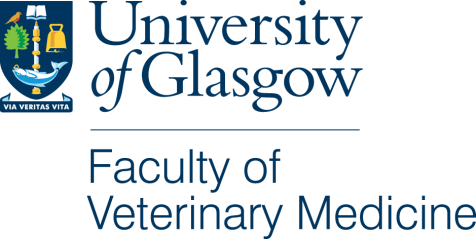 University
of Glasgow
VIA VERITAS VITA
Faculty of
Veterinary Medicine